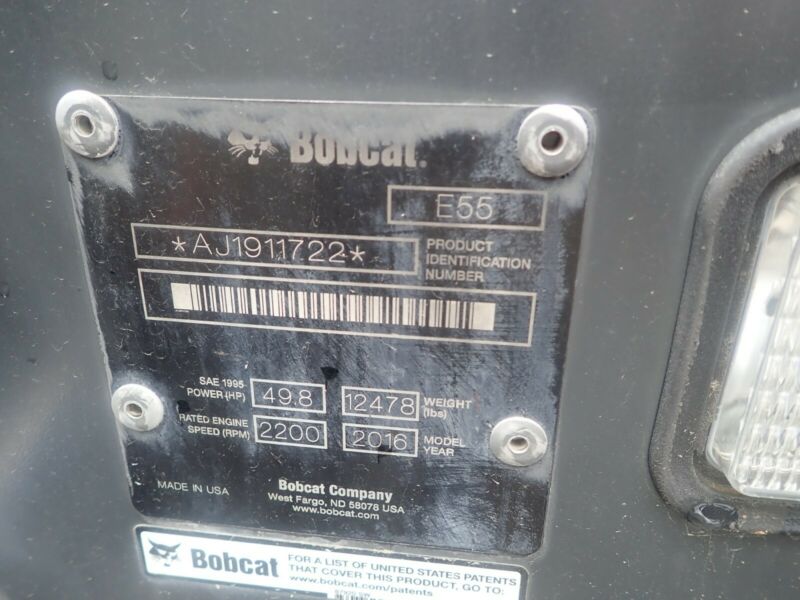 Bobcat.
E55
*AJ1911722*
PRODUCT
IDENTIFICATION
NUMBER
SAE 1995
POWER (HP)
49.8
12478
WEIGHT
(lbs)
RATED ENGINE
SPEED (RPM)
2200
2016
MODEL
YEAR
MADE IN USA
Bobcat Company
West Fargo, ND 58078 USA
www.bobcat.com
Bobcat
FOR A LIST OF UNITED STATES PATENTS
THAT COVER THIS PRODUCT, GO TO:
www.bobcat.com/patents